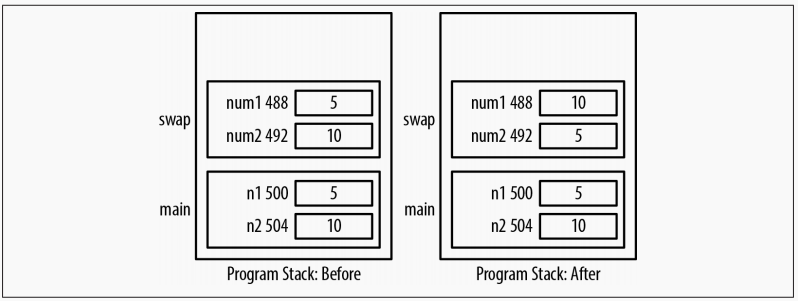 num1 488 5
swap
num2 492 10
n1 500 5
main
n2 504 10
Program Stack: Before
num1 488 10
swap
num2 492 5
n1 500 5
main
n2 504 10
Program Stack: After